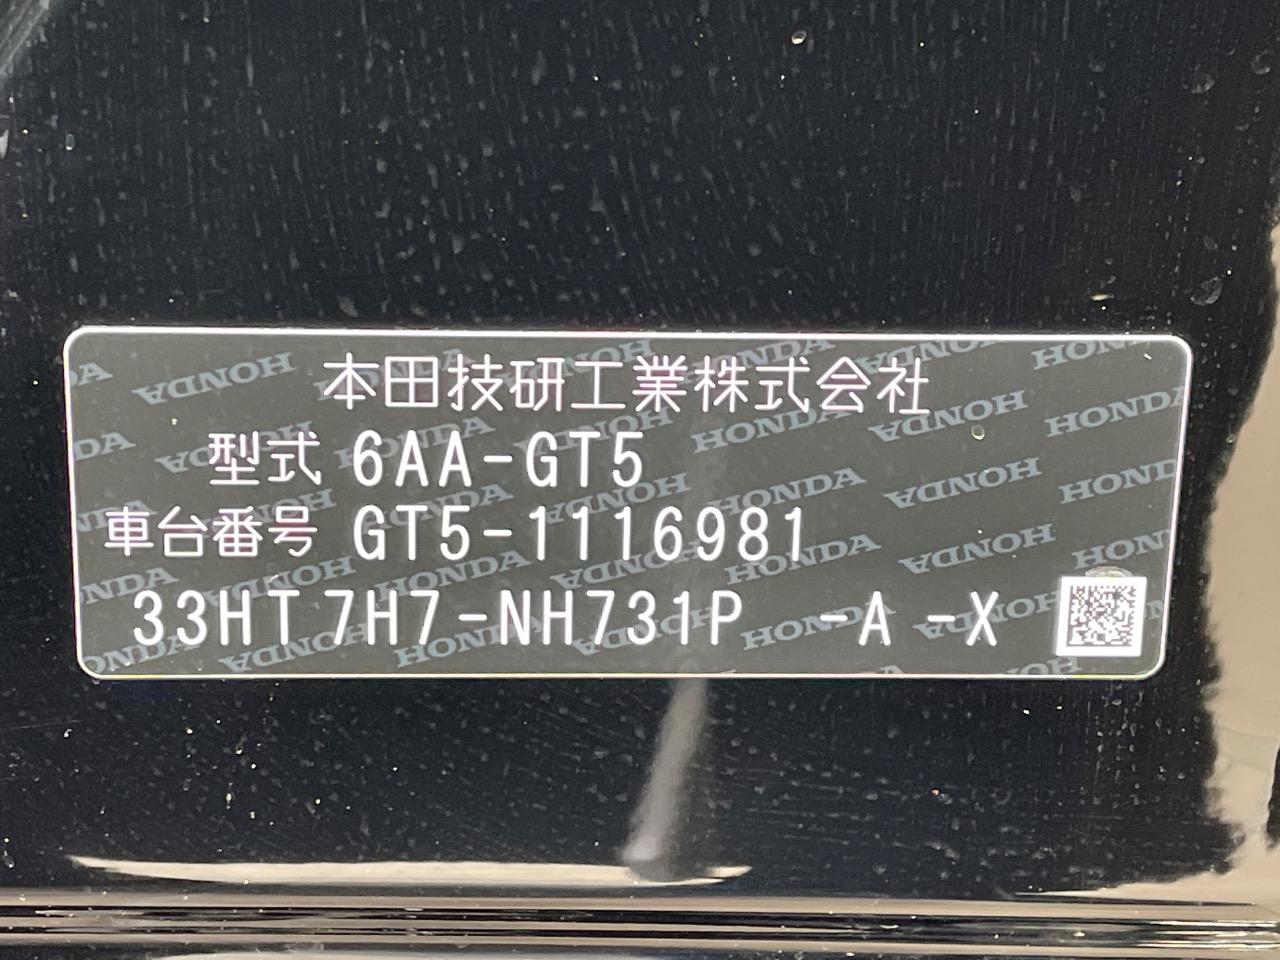 本田技研工業株式会社
型式 6AA-GT5
車台番号 GT5-1116981
33HT7H7-NH731P -A -X